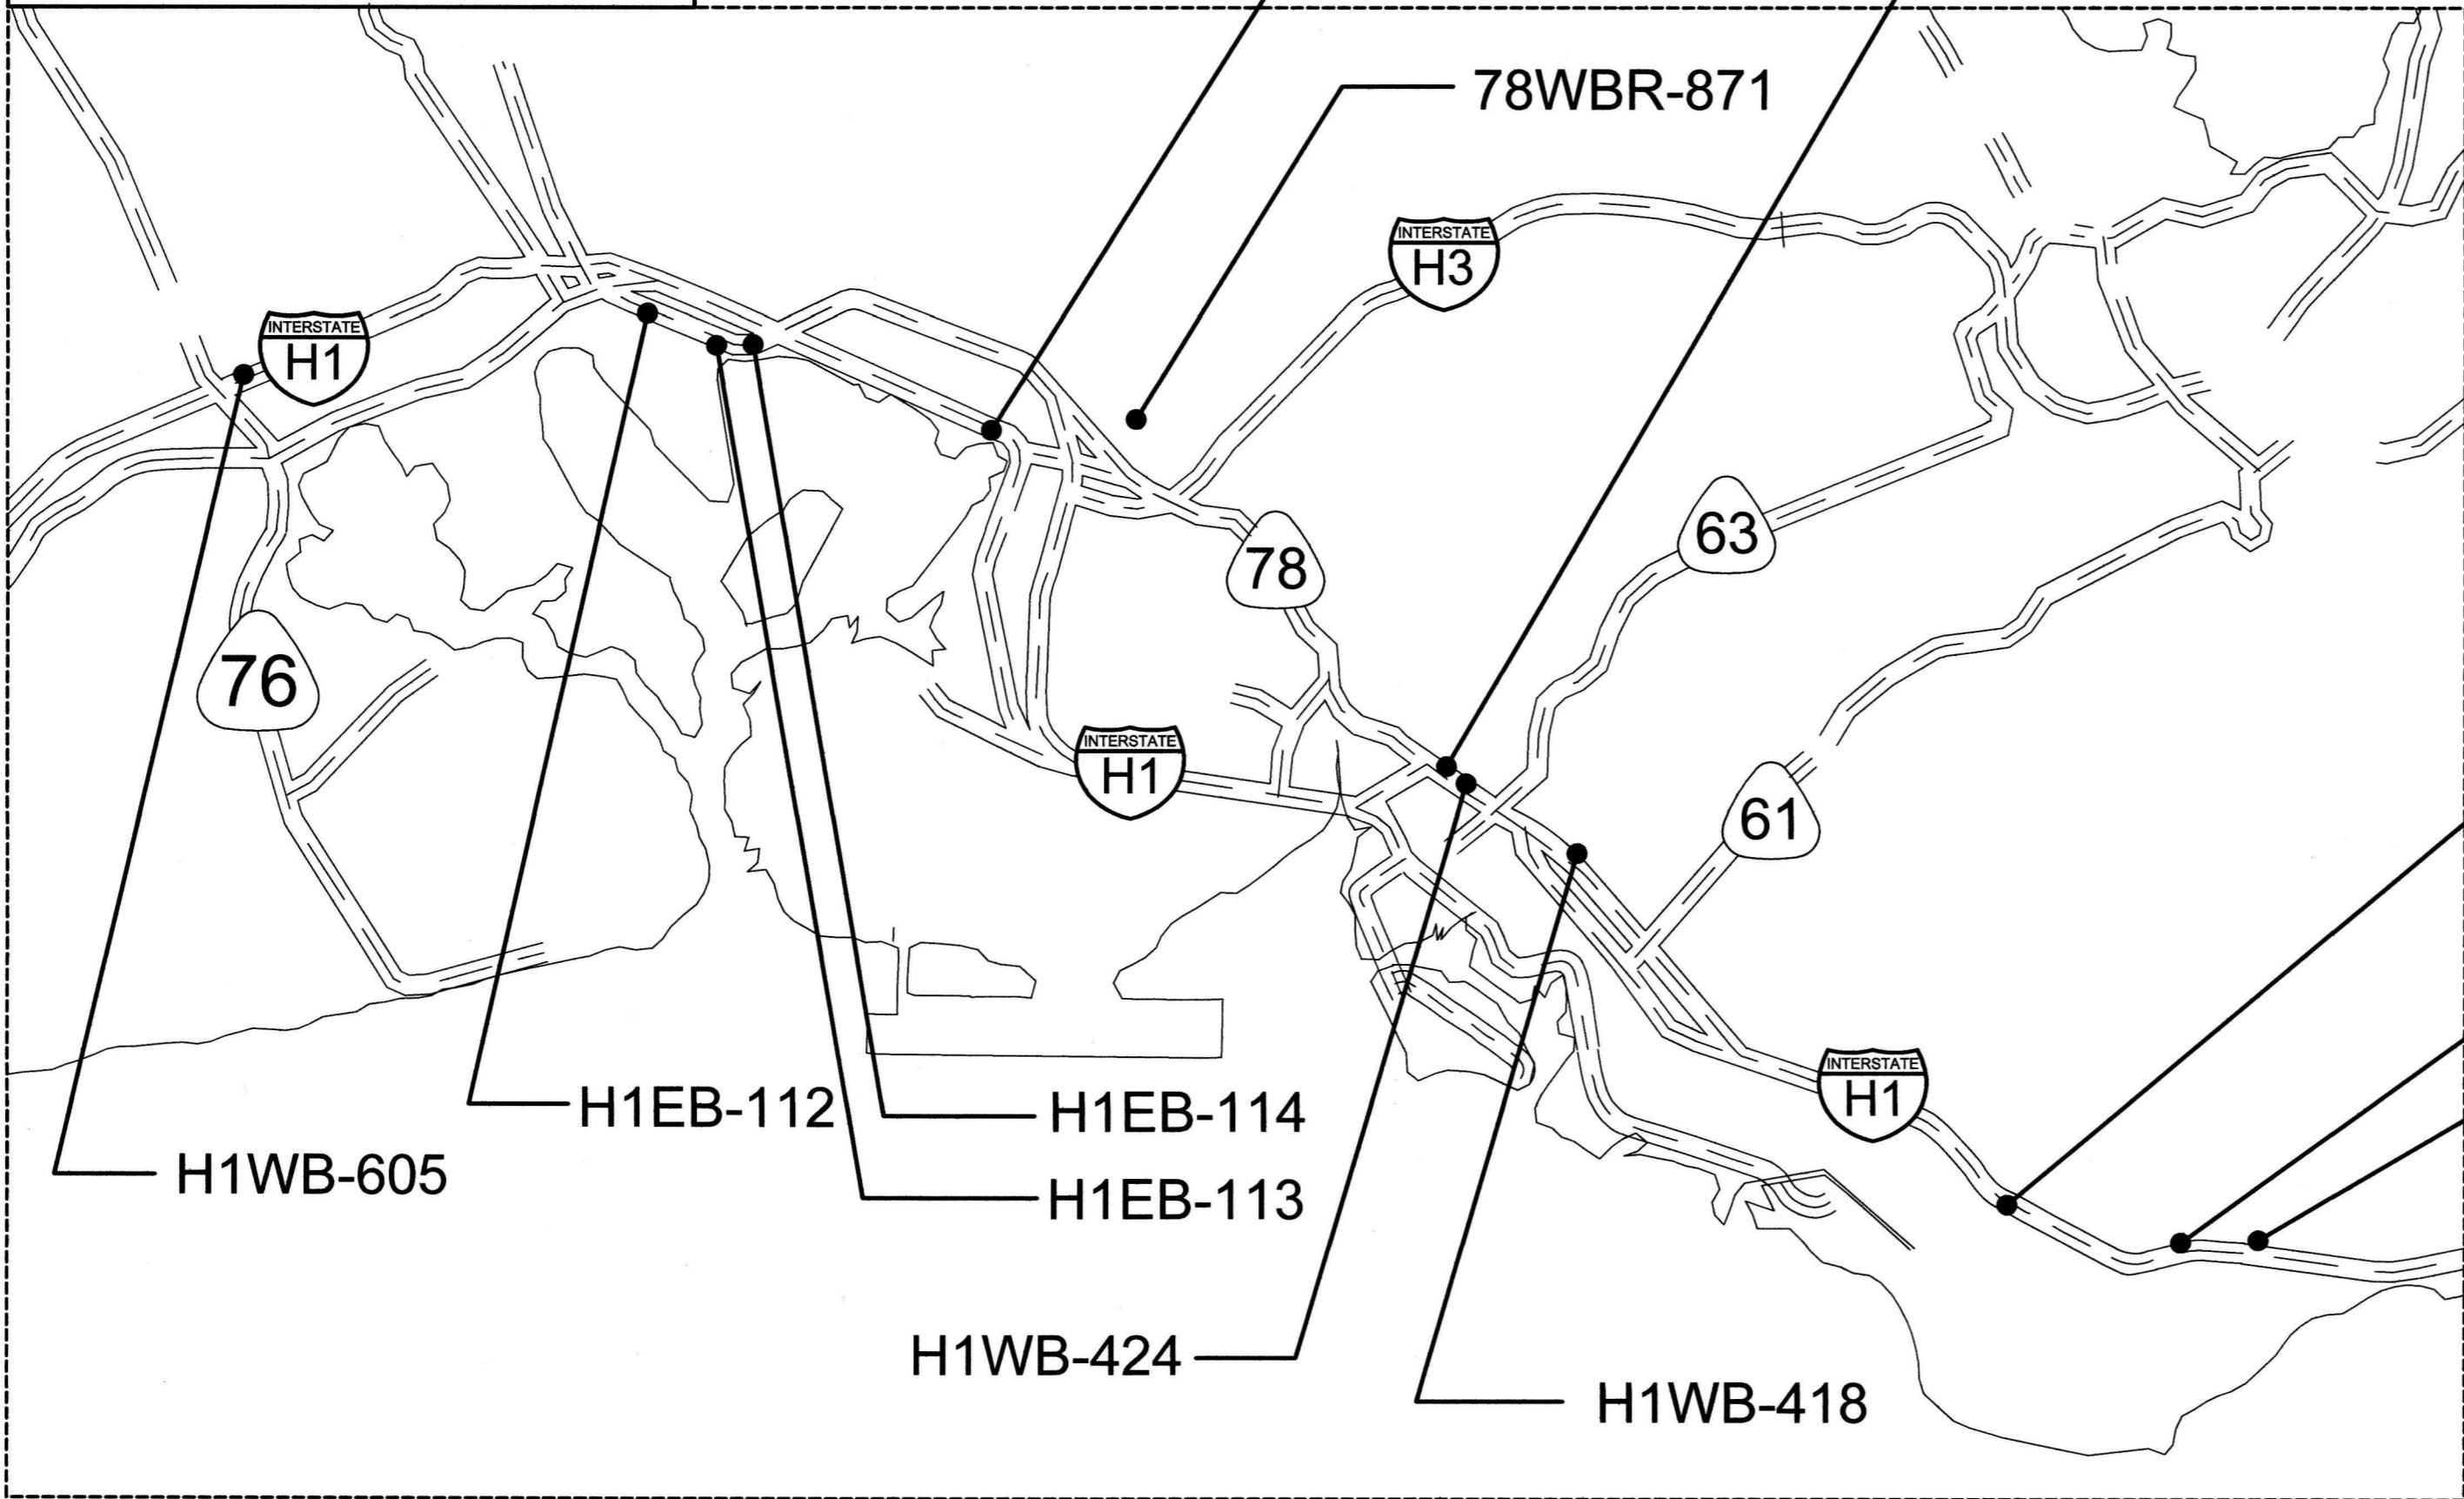 78WBR-871
INTERSTATE
H3
INTERSTATE
H1
63
78
76
INTERSTATE
H1
61
INTERSTATE
H1
H1EB-112
H1EB-114
H1WB-605
H1EB-113
H1WB-424
H1WB-418